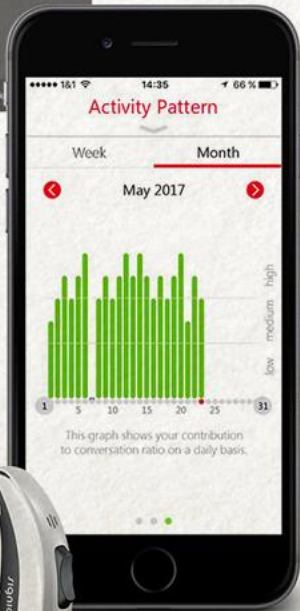 1&1 14:35 66 %
Activity Pattern
Week Month
May 2017
high
medium
low
1 5 10 15 20 25 31
This graph shows your contribution
to conversation ratio on a daily basis.